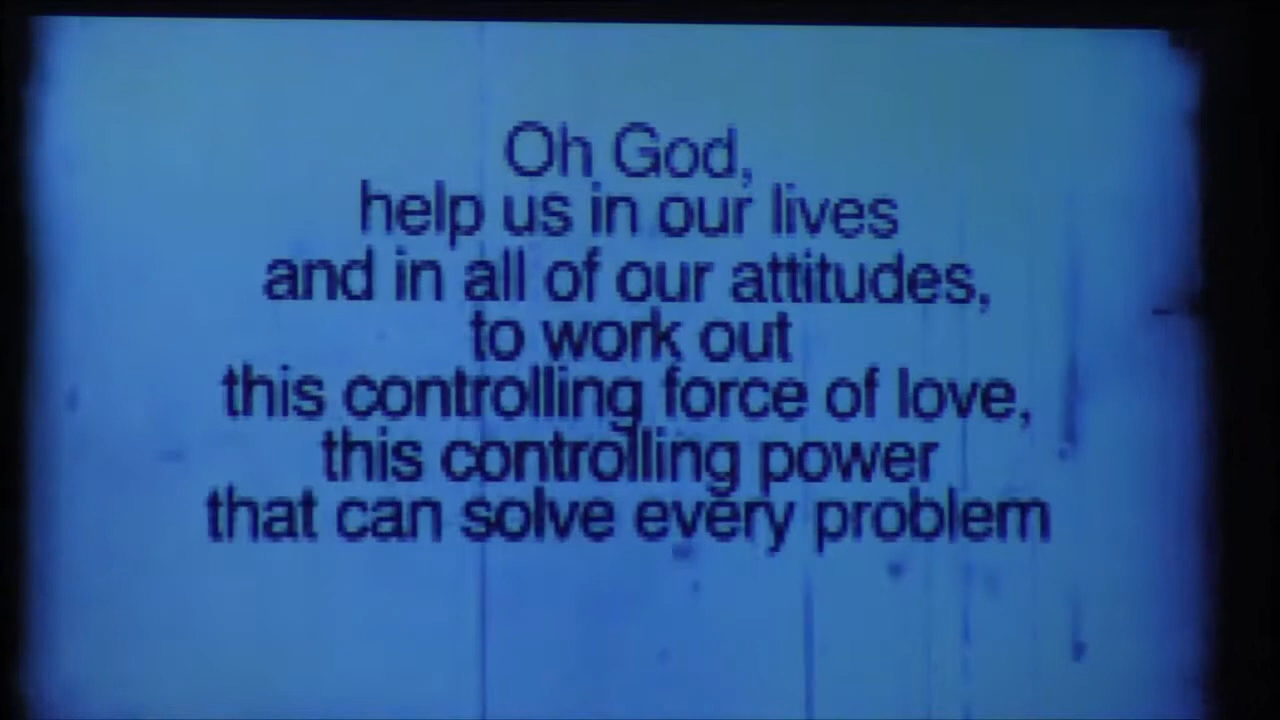 Oh God,
help us in our lives
and in all of our attitudes,
to work out
this controlling force of love,
this controlling power
that can solve every problem